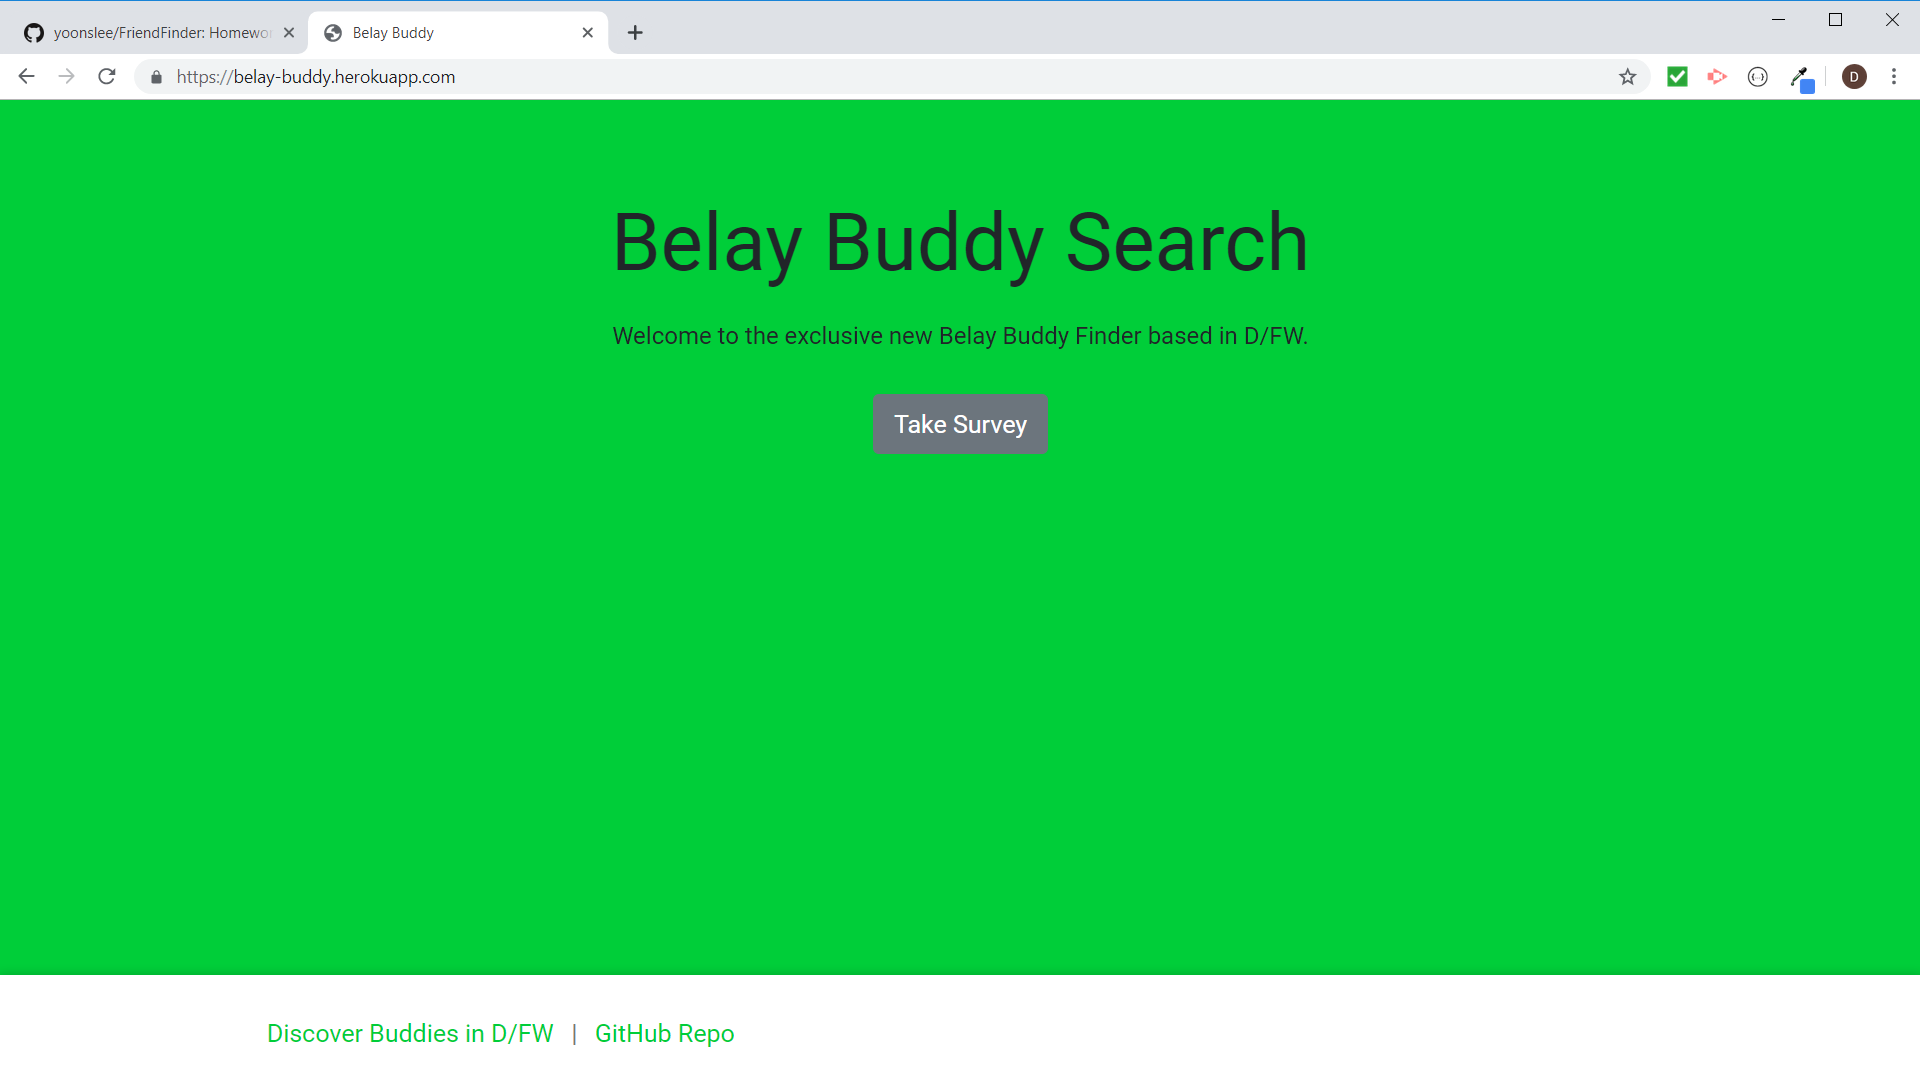 yoonslee/FriendFinder: Homewo
Belay Buddy
https://belay-buddy.herokuapp.com
D
Belay Buddy Search
Welcome to the exclusive new Belay Buddy Finder based in D/FW.
Take Survey
Discover Buddies in D/FW | GitHub Repo